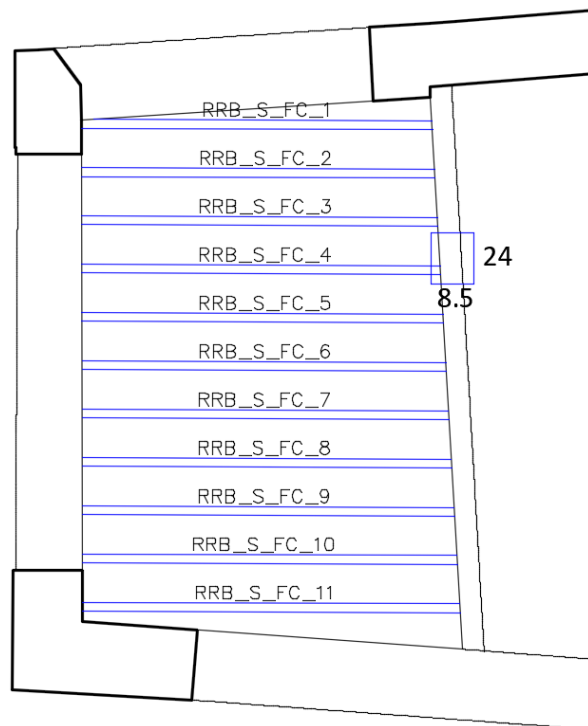 RRB_S_FC_1
RRB_S_FC_2
RRB_S_FC_3
RRB_S_FC_4
24
8.5
RRB_S_FC_5
RRB_S_FC_6
RRB_S_FC_7
RRB_S_FC_8
RRB_S_FC_9
RRB_S_FC_10
RRB_S_FC_11